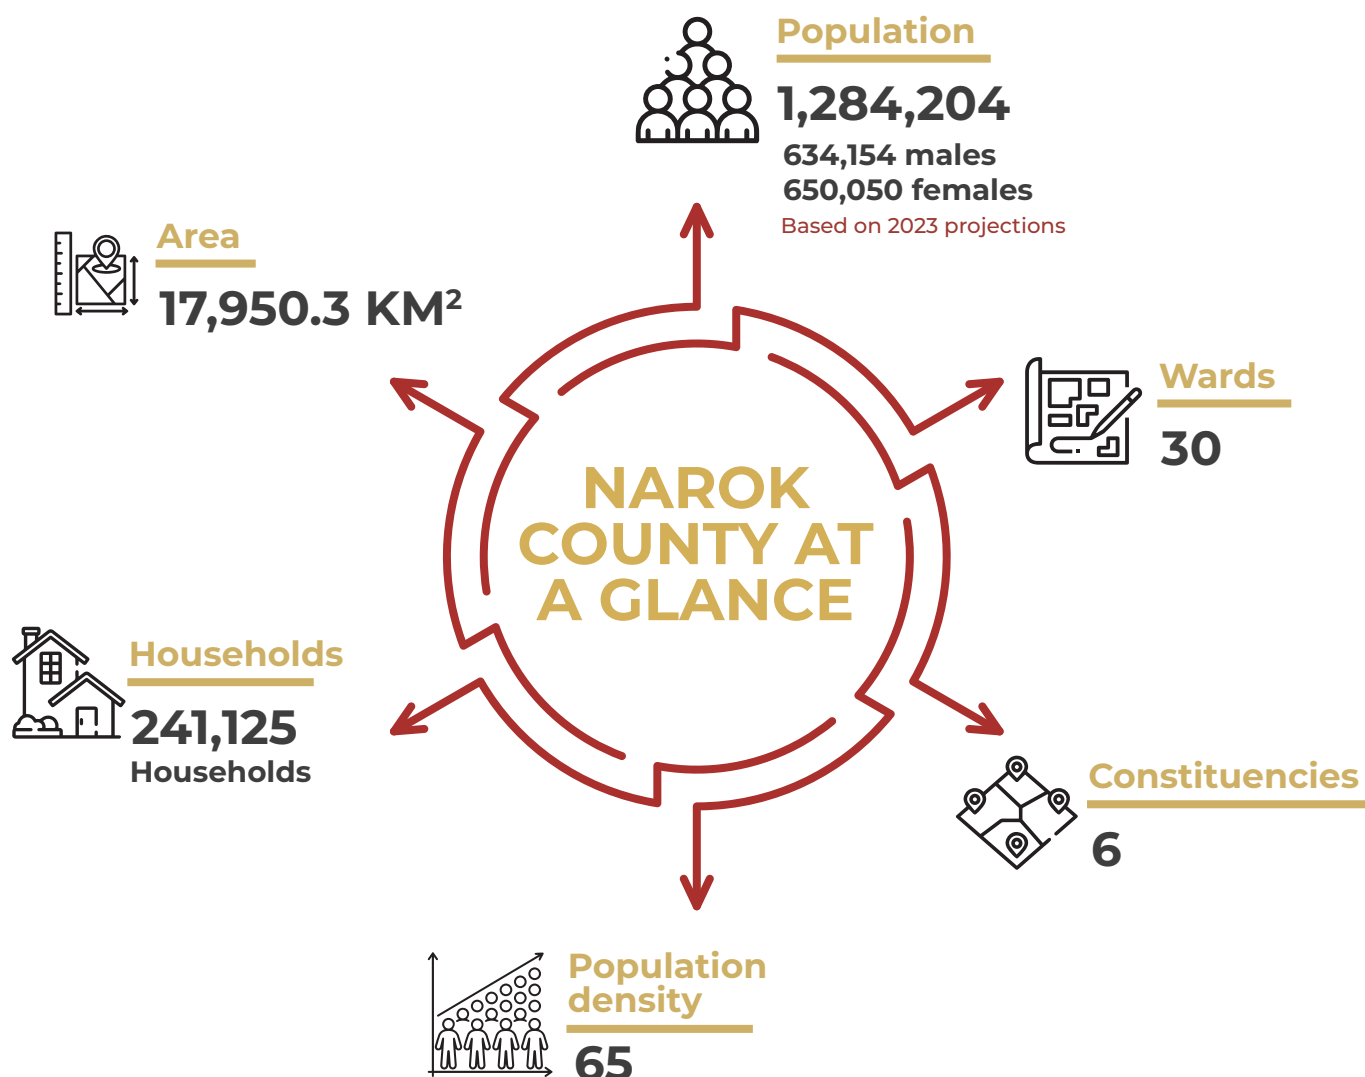 Population
1,284,204
634,154 males
650,050 females
Based on 2023 projections
Area
17,950.3 KM²
Wards
30
NAROK
COUNTY AT
A GLANCE
Households
241,125
Households
Constituencies
6
Population
density
65